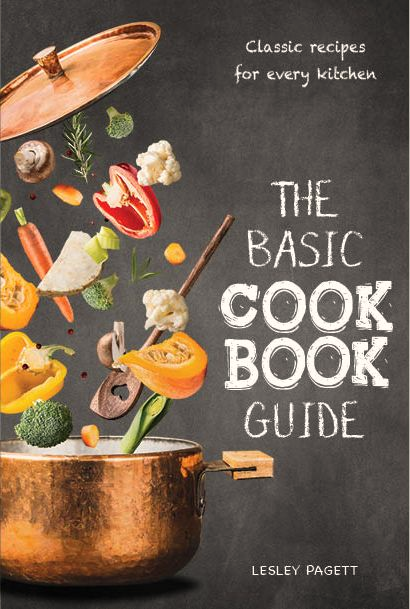 Classic recipes
for every kitchen
THE
BASIC
COOK
BOOK
GUIDE
LESLEY PAGETT